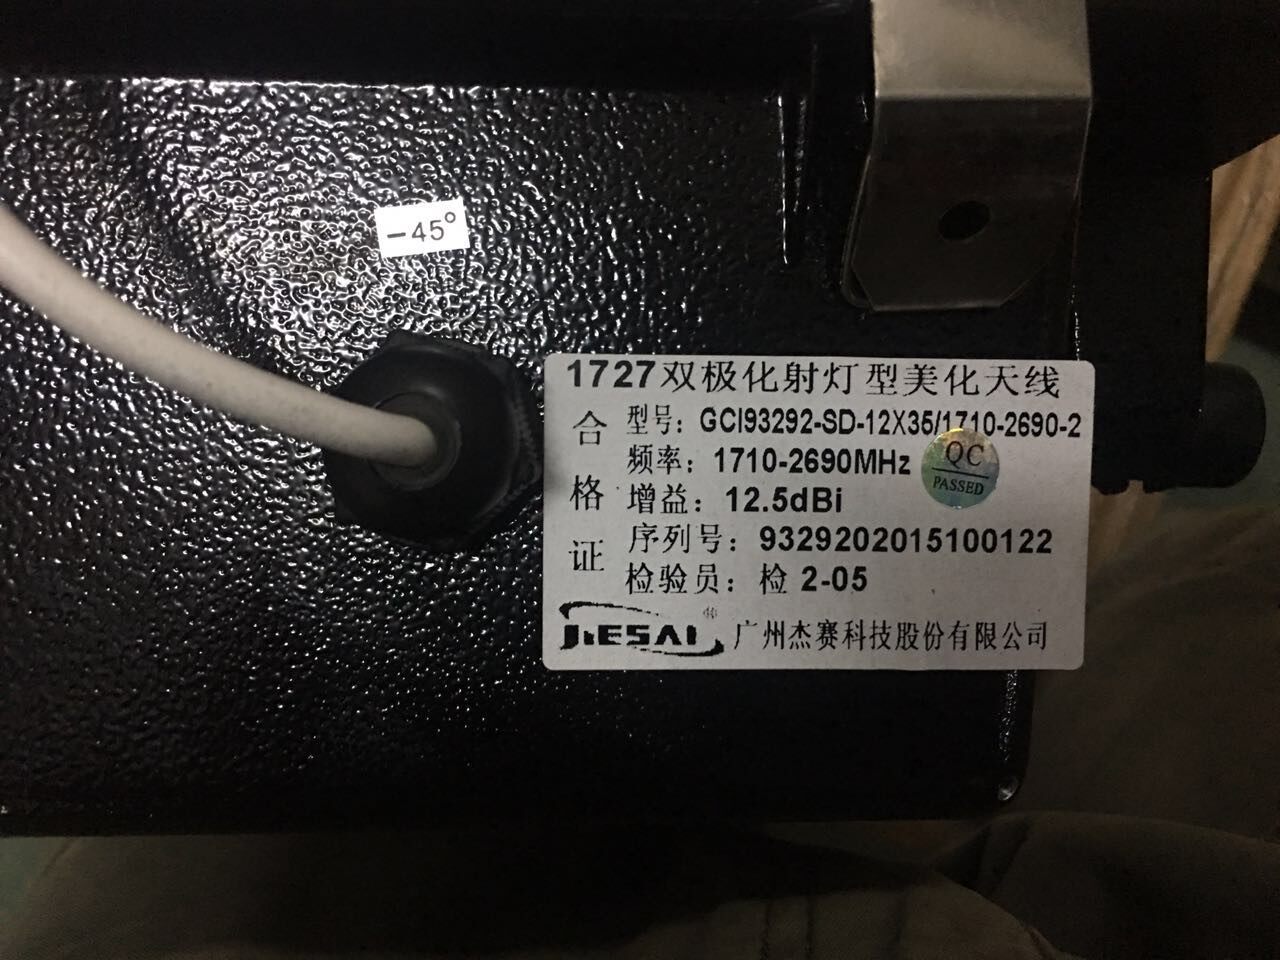 -45°
1727双极化射灯型美化天线
合格证
型号：GCI93292-SD-12X35/1710-2690-2
频率：1710-2690MHz
增益：12.5dBi
序列号：9329202015100122
检验员：检 2-05
QC
PASSED
JIESAI ®
广州杰赛科技股份有限公司